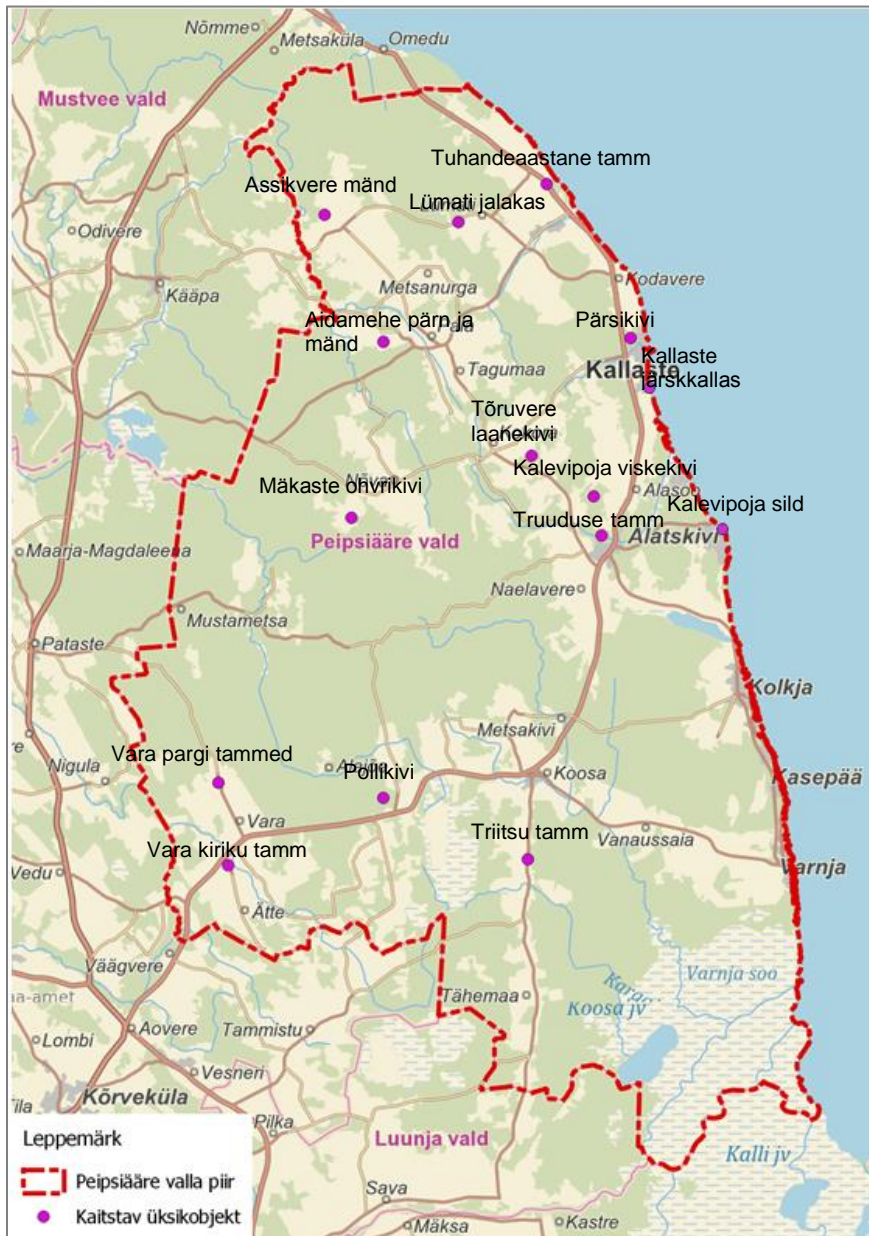 Nõmme
Omedu
Metsaküla
Mustvee vald
Tuhandeaastane tamm
Assikvere mänd
Lümati jalakas
Odivere
Kodavere
Metsanurga
Kääpa
Aidamehe pärn ja
mänd
Pala
Pärsikivi
Kallaste
järskkallas
Kallaste
Tagumaa
Tõruvere
laanekivi
Kalevipoja viskekivi
Mäkaste ohvrikivi
Kalevipoja sild
Truuduse tamm
Peipsiääre vald
Alatskivi
Maarja-Magdaleena
Naelavere
Mustametsa
Pataste
Kolkja
Metsakivi
Vara pargi tammed
Pollikivi
Nigula
Koosa
Kasepää
Vara
Vanaussaia
Triitsu tamm
Vara kiriku tamm
Varnja
Vedu
Ätte
Väägvere
Varnja soo
Tähemaa
Koosa jv
aa-amet
Aovere
Tammistu
Lombi
Vesneri
Kõrveküla
Pilka
Luunja vald
Kalli jv
Leppemärk
Peipsiääre valla piir
Kaitstav üksikobjekt
Sava
Mäksa
Kastre